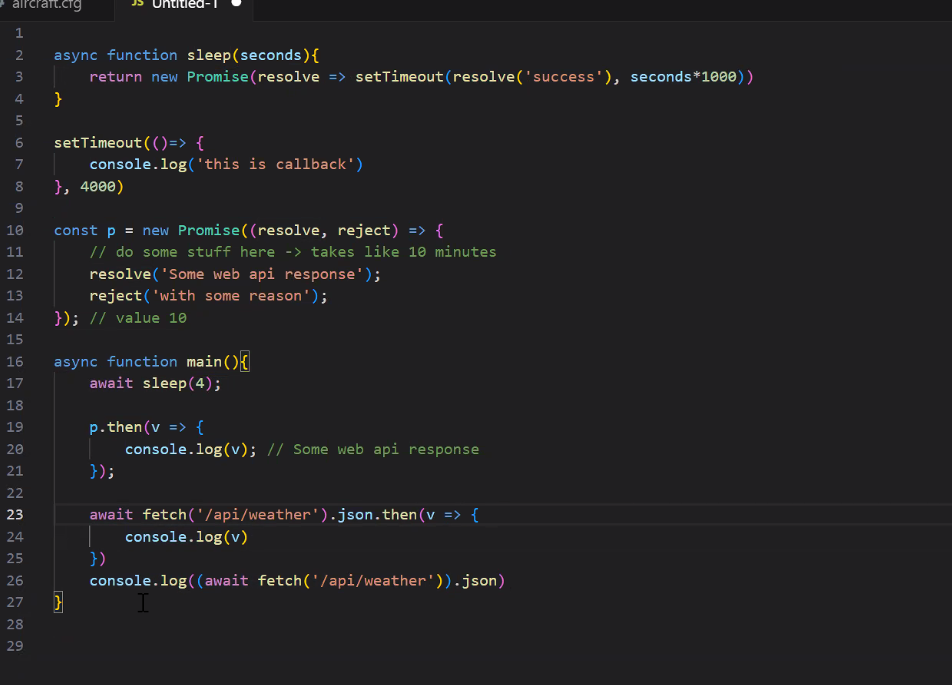 aircraft.cfg
JS Untitled-1
1
2 async function sleep(seconds){
3 return new Promise(resolve => setTimeout(resolve('success'), seconds*1000))
4 }
5
6 setTimeout(()=> {
7 console.log('this is callback')
8 }, 4000)
9
10 const p = new Promise((resolve, reject) => {
11 // do some stuff here -> takes like 10 minutes
12 resolve('Some web api response');
13 reject('with some reason');
14 }); // value 10
15
16 async function main(){
17 await sleep(4);
18
19 p.then(v => {
20 console.log(v); // Some web api response
21 });
22
23 await fetch('/api/weather').json.then(v => {
24 console.log(v)
25 })
26 console.log((await fetch('/api/weather')).json)
27 }
28
29